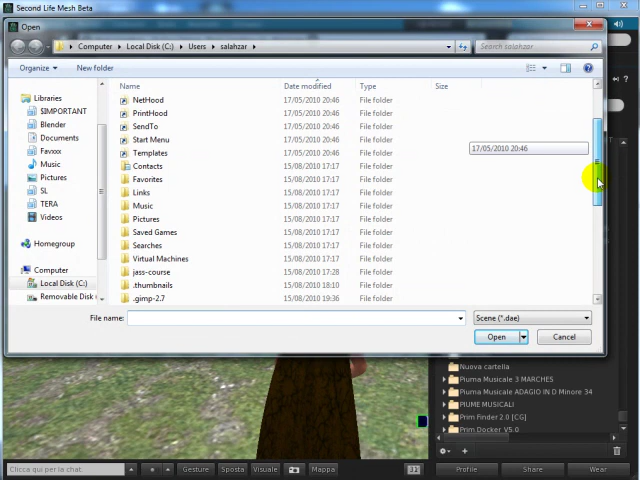 Second Life Mesh Beta
Open
Computer
Local Disk (C:)
Users
salahzar
Search salahzar
Organize
New folder
Name
Date modified
Type
Size
Libraries
$IMPORTANT
Blender
Documents
Favxxx
Music
Pictures
SL
TERA
Videos
Homegroup
Computer
Local Disk (C:)
Removable Disk
NetHood 17/05/2010 20:46 File folder
PrintHood 17/05/2010 20:46 File folder
SendTo 17/05/2010 20:46 File folder
Start Menu 17/05/2010 20:46 File folder
Templates 17/05/2010 20:46 File folder
Contacts 15/08/2010 17:17 File folder
Favorites 15/08/2010 17:17 File folder
Links 15/08/2010 17:17 File folder
Music 15/08/2010 17:17 File folder
Pictures 15/08/2010 17:17 File folder
Saved Games 15/08/2010 17:17 File folder
Searches 15/08/2010 17:17 File folder
Virtual Machines 15/08/2010 17:17 File folder
jass-course 15/08/2010 17:28 File folder
.thumbnails 15/08/2010 18:10 File folder
.gimp-2.7 15/08/2010 19:36 File folder
17/05/2010 20:46
File name:
Scene (*.dae)
Open
Cancel
Nuova cartella
Piuma Musicale 3 MARCHES
Piuma Musicale ADAGIO IN D Minore 34
PIUME MUSICALI
Prim Finder 2.0 [CG]
Prim Docker V5.0
Clicca qui per la chat
Gesture
Sposta
Visuale
Mappa
Profile
Share
Wear